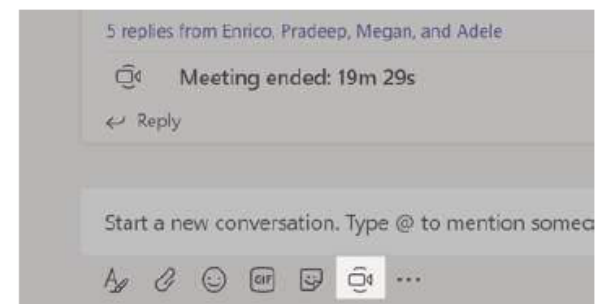 5 replies from Enrico, Pradeep, Megan, and Adele
Meeting ended: 19m 29s
Reply
Start a new conversation. Type @ to mention
GIF